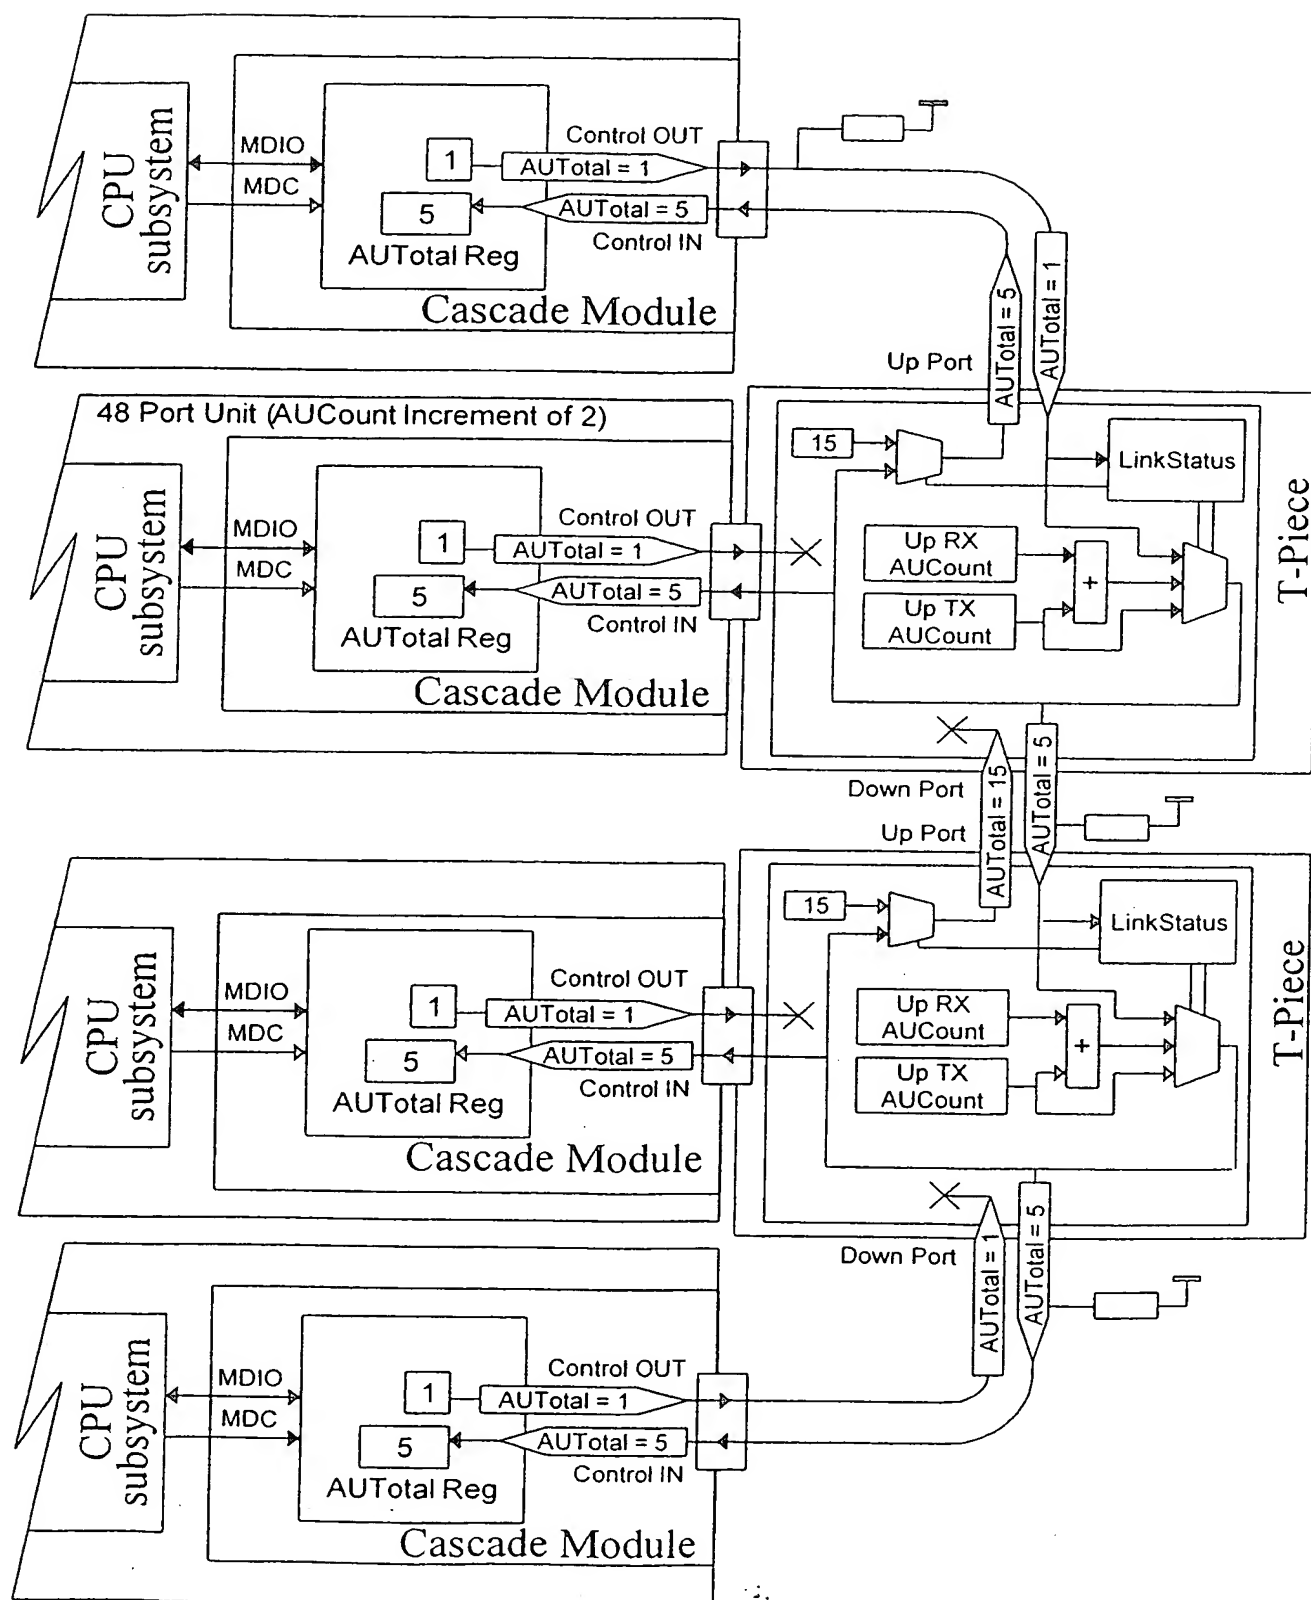 CPU
subsystem
MDIO
MDC
1
5
AUTotal Reg
Control OUT
AUTotal = 1
AUTotal = 5
Control IN
Cascade Module
AUTotal = 5
AUTotal = 1
Up Port
48 Port Unit (AUCount Increment of 2)
CPU
subsystem
MDIO
MDC
1
5
AUTotal Reg
Control OUT
AUTotal = 1
AUTotal = 5
Control IN
Cascade Module
15
LinkStatus
Up RX
AUCount
+
Up TX
AUCount
T-Piece
Down Port
AUTotal = 15
AUTotal = 5
Up Port
CPU
subsystem
MDIO
MDC
1
5
AUTotal Reg
Control OUT
AUTotal = 1
AUTotal = 5
Control IN
Cascade Module
15
LinkStatus
Up RX
AUCount
+
Up TX
AUCount
T-Piece
Down Port
AUTotal = 1
AUTotal = 5
CPU
subsystem
MDIO
MDC
1
5
AUTotal Reg
Control OUT
AUTotal = 1
AUTotal = 5
Control IN
Cascade Module